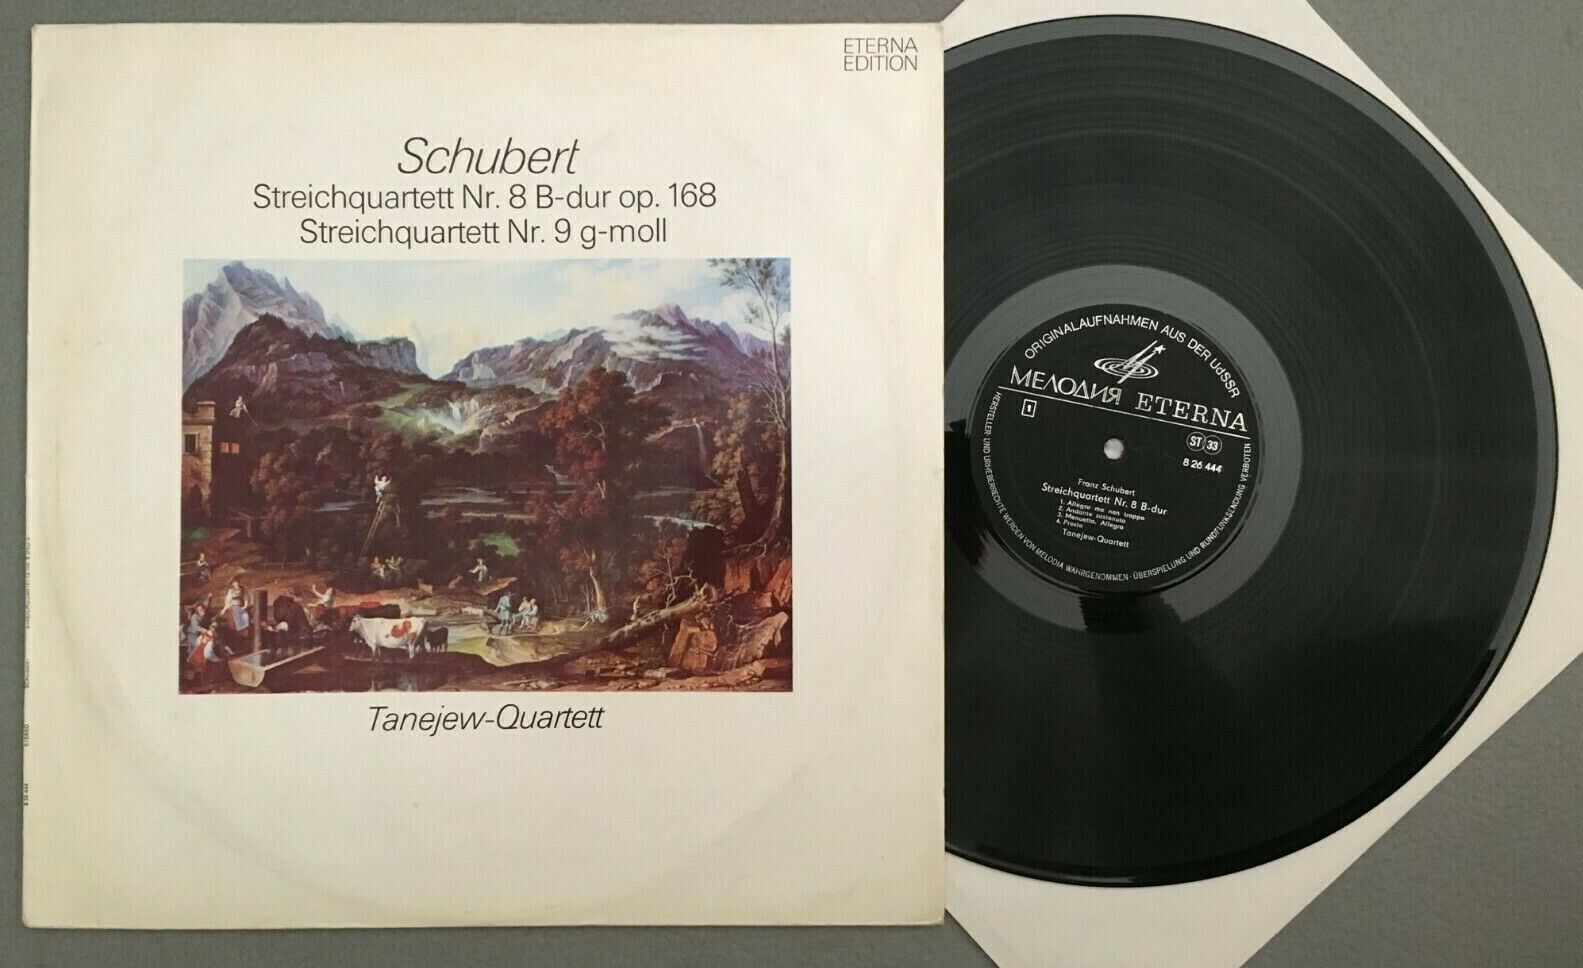 ETERNA
EDITION
Schubert
Streichquartett Nr. 8 B-dur op. 168
Streichquartett Nr. 9 g-moll
Tanejew-Quartett
STEREO
ORIGINALAUFNAHMEN AUS DER UdSSR
МЕЛОДИЯ ETERNA
1
ST 33
8 26 444
Franz Schubert
Streichquartett Nr. 8 B-dur
1. Allegro ma non troppo
2. Andante sostenuto
3. Menuetto. Allegro
4. Presto
Tanejew-Quartett
HERSTELLER- UND URHEBERRECHTE WERDEN VON MELODIA WAHRGENOMMEN · ÜBERSPIELUNG UND RUNDFUNKSENDUNG VERBOTEN